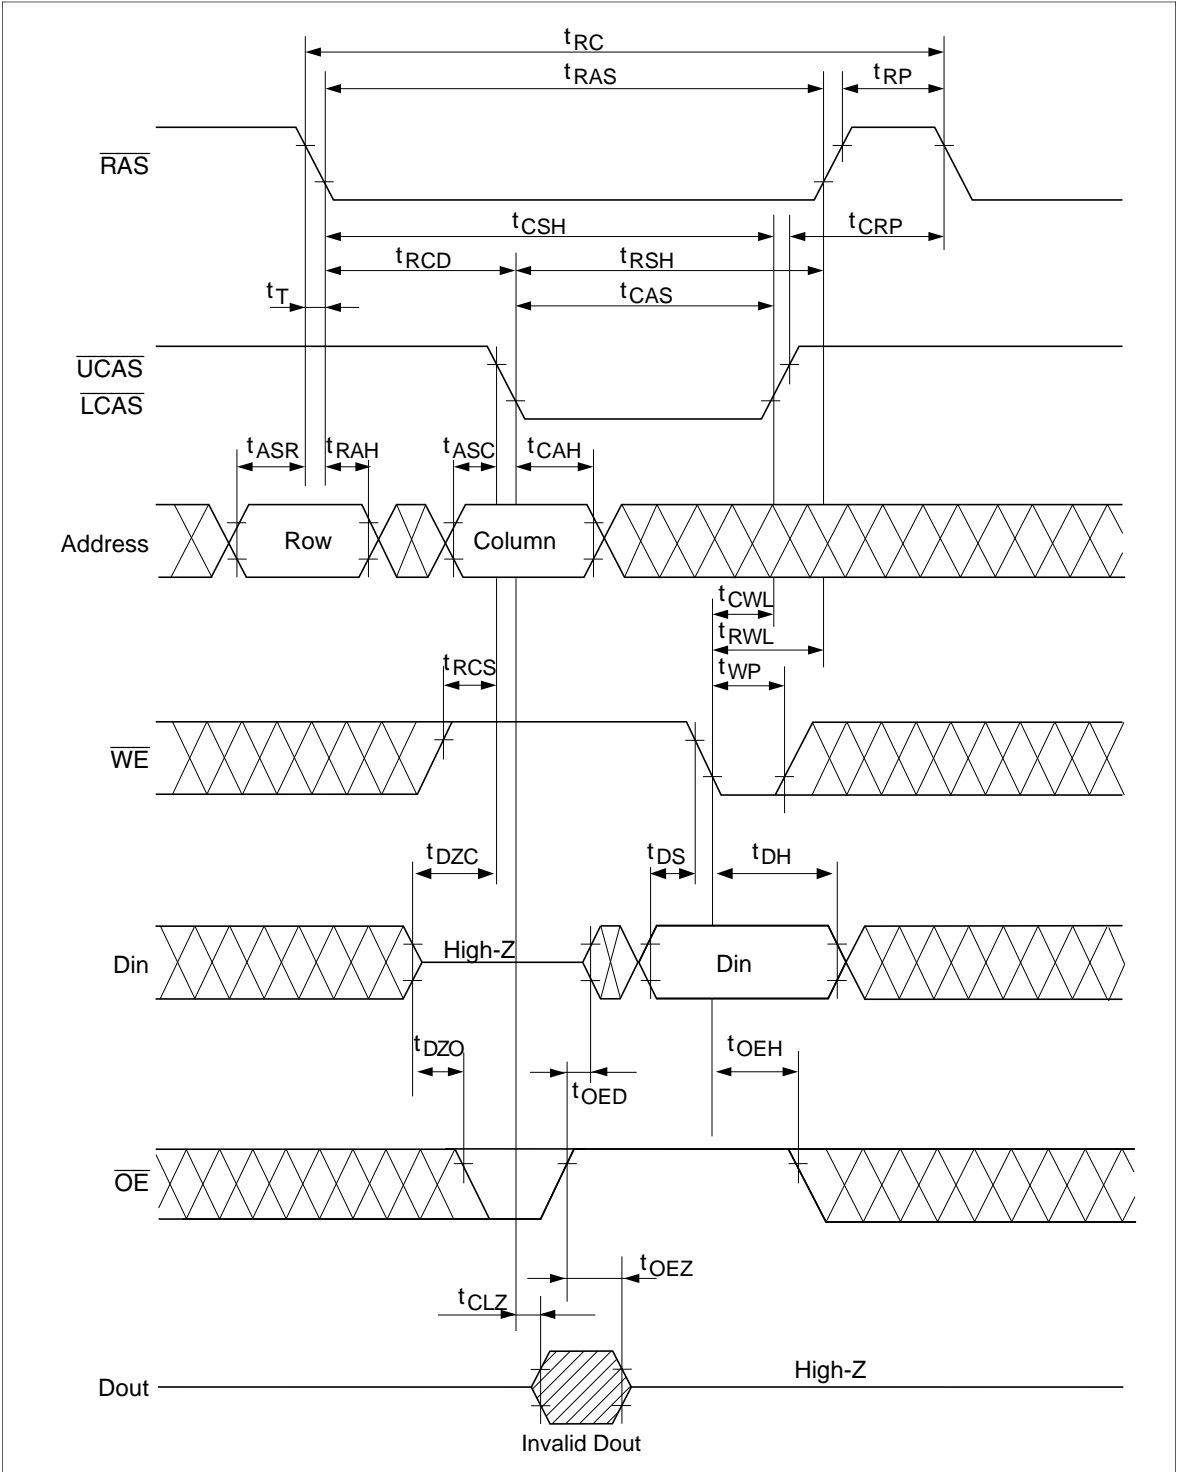 tRC
tRAS
tRP
RAS
tCSH
tCRP
tRCD
tRSH
tT
tCAS
UCAS
LCAS
tASR
tRAH
tASC
tCAH
Address
Row
Column
tCWL
tRWL
tRCS
tWP
WE
tDZC
tDS
tDH
Din
High-Z
Din
tDZO
tOED
tOEH
OE
tOEZ
tCLZ
Dout
High-Z
Invalid Dout